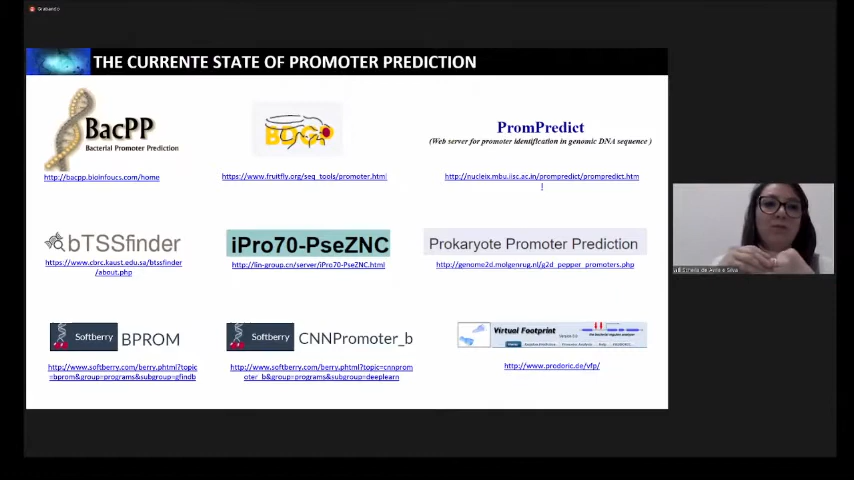 Grabando
THE CURRENTE STATE OF PROMOTER PREDICTION
BacPP
Bacterial Promoter Prediction
http://bacpp.bioinfoucs.com/home
BDGP
https://www.fruitfly.org/seq_tools/promoter.html
PromPredict
(Web server for promoter identification in genomic DNA sequence )
http://nucleix.mbu.iisc.ac.in/prompredict/prompredict.htm
l
bTSSfinder
https://www.cbrc.kaust.edu.sa/btssfinder
/about.php
iPro70-PseZNC
http://lin-group.cn/server/iPro70-PseZNC.html
Prokaryote Promoter Prediction
http://genome2d.molgenrug.nl/g2d_pepper_promoters.php
Softberry BPROM
http://www.softberry.com/berry.phtml?topic
=bprom&group=programs&subgroup=gfindb
Softberry CNNPromoter_b
http://www.softberry.com/berry.phtml?topic=cnnprom
oter_b&group=programs&subgroup=deeplearn
Virtual Footprint
http://www.prodoric.de/vfp/